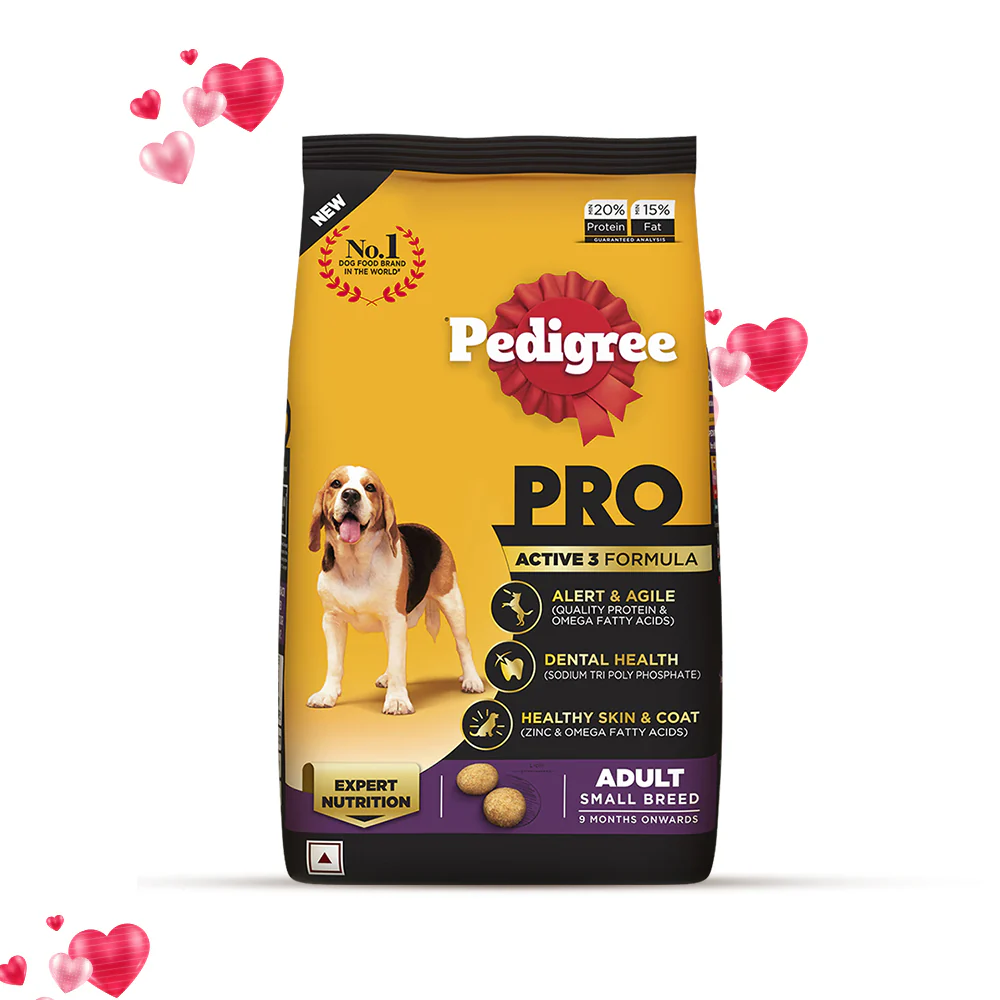 NEW
No.1
DOG FOOD BRAND
IN THE WORLD*
MIN 20% MIN 15%
Protein Fat
GUARANTEED ANALYSIS
Pedigree
PRO
ACTIVE 3 FORMULA
ALERT & AGILE
(QUALITY PROTEIN &
OMEGA FATTY ACIDS)
DENTAL HEALTH
(SODIUM TRI POLY PHOSPHATE)
HEALTHY SKIN & COAT
(ZINC & OMEGA FATTY ACIDS)
EXPERT
NUTRITION
ADULT
SMALL BREED
9 MONTHS ONWARDS